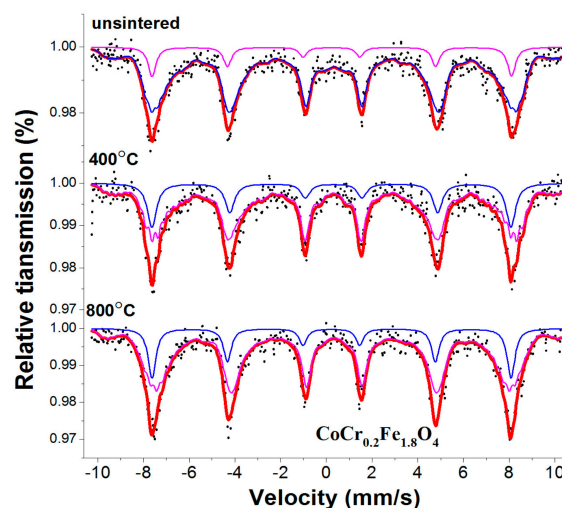 unsintered
1.00
0.98
400°C
1.00
0.99
0.98
0.97
800°C
1.00
0.99
0.98
0.97
CoCr0.2Fe1.8O4
-10 -8 -6 -4 -2 0 2 4 6 8 10
Velocity (mm/s)
Relative tiansmission (%)